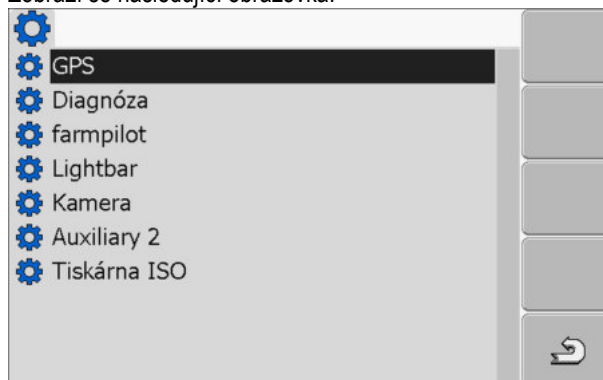 Zobrazí se následující obrazovka:
GPS
Diagnóza
farmpilot
Lightbar
Kamera
Auxiliary 2
Tiskárna ISO